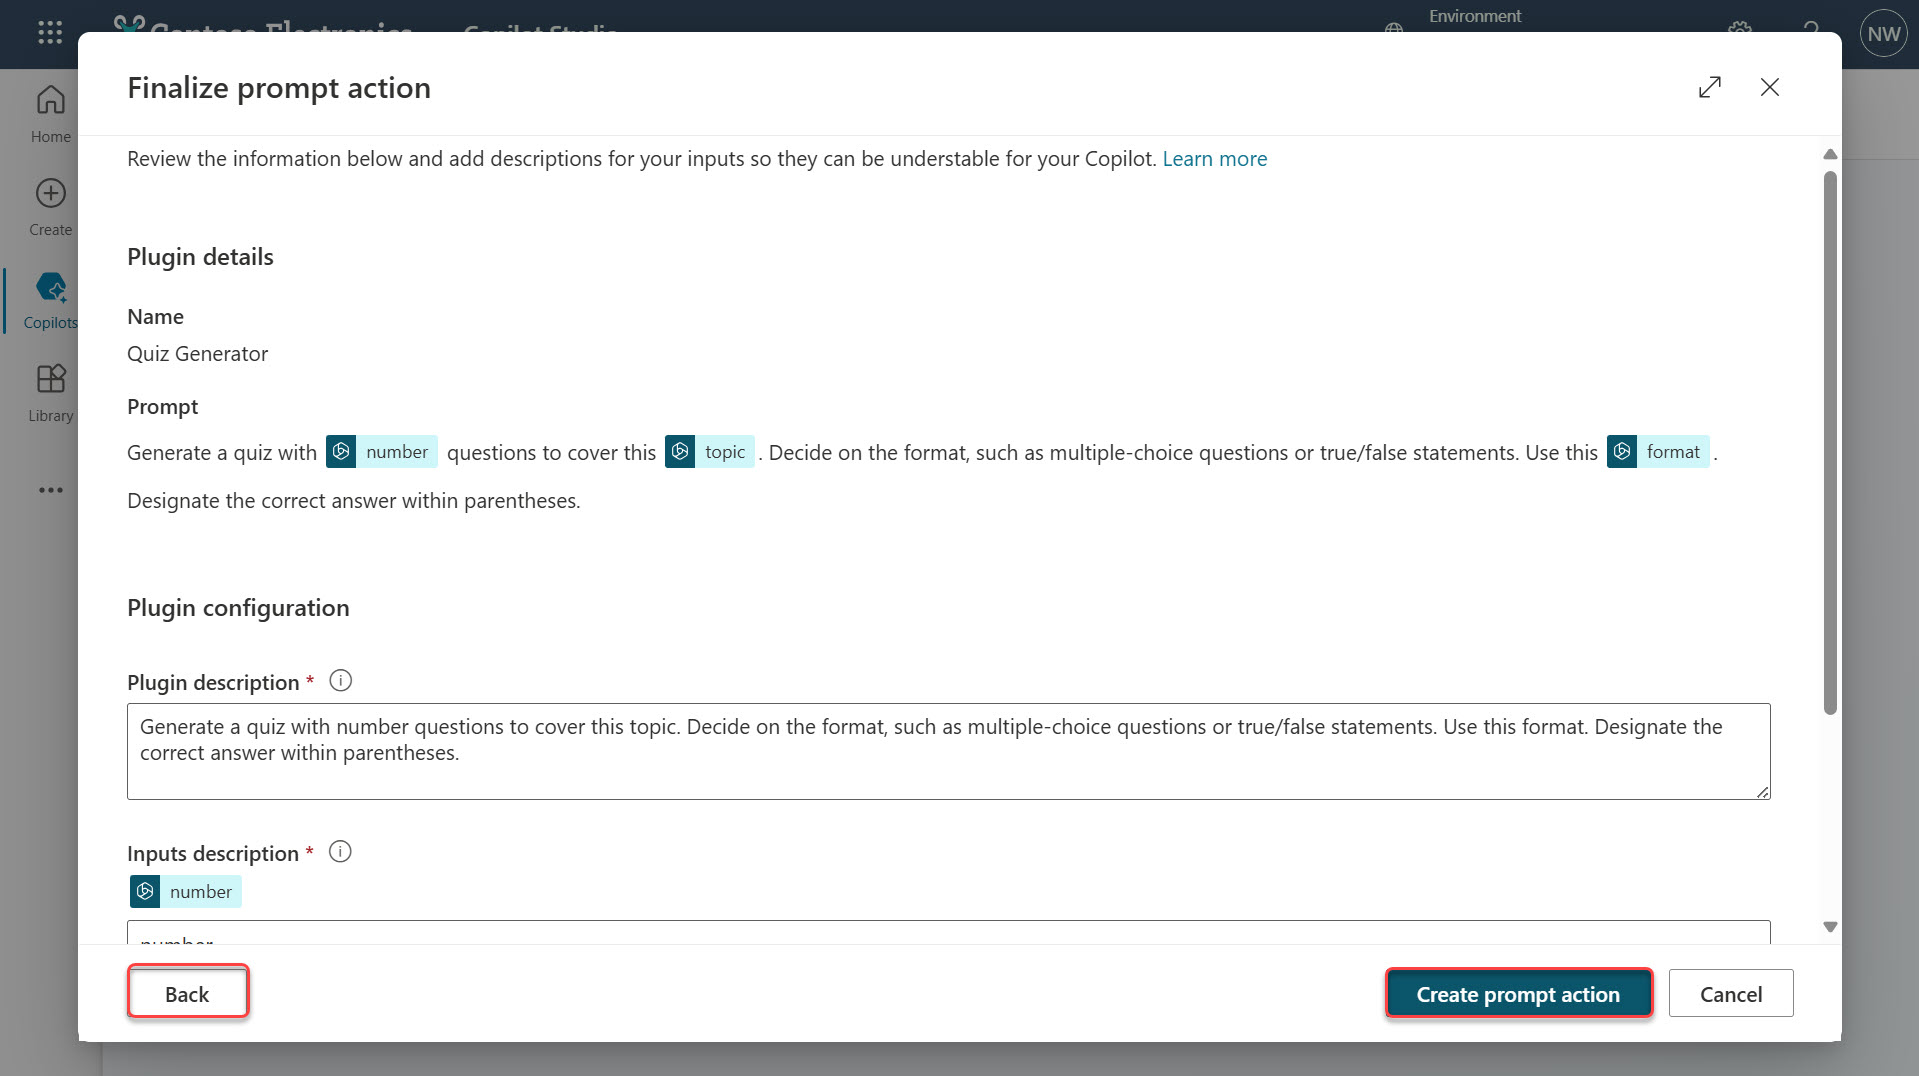 Environment
Contoso Electronics
Copilot Studio
NW
Finalize prompt action
Home
Create
Copilots
Library
Review the information below and add descriptions for your inputs so they can be understable for your Copilot. Learn more
Plugin details
Name
Quiz Generator
Prompt
Generate a quiz with number questions to cover this topic . Decide on the format, such as multiple-choice questions or true/false statements. Use this format .
Designate the correct answer within parentheses.
Plugin configuration
Plugin description *
Generate a quiz with number questions to cover this topic. Decide on the format, such as multiple-choice questions or true/false statements. Use this format. Designate the
correct answer within parentheses.
Inputs description *
number
number
Back
Create prompt action
Cancel